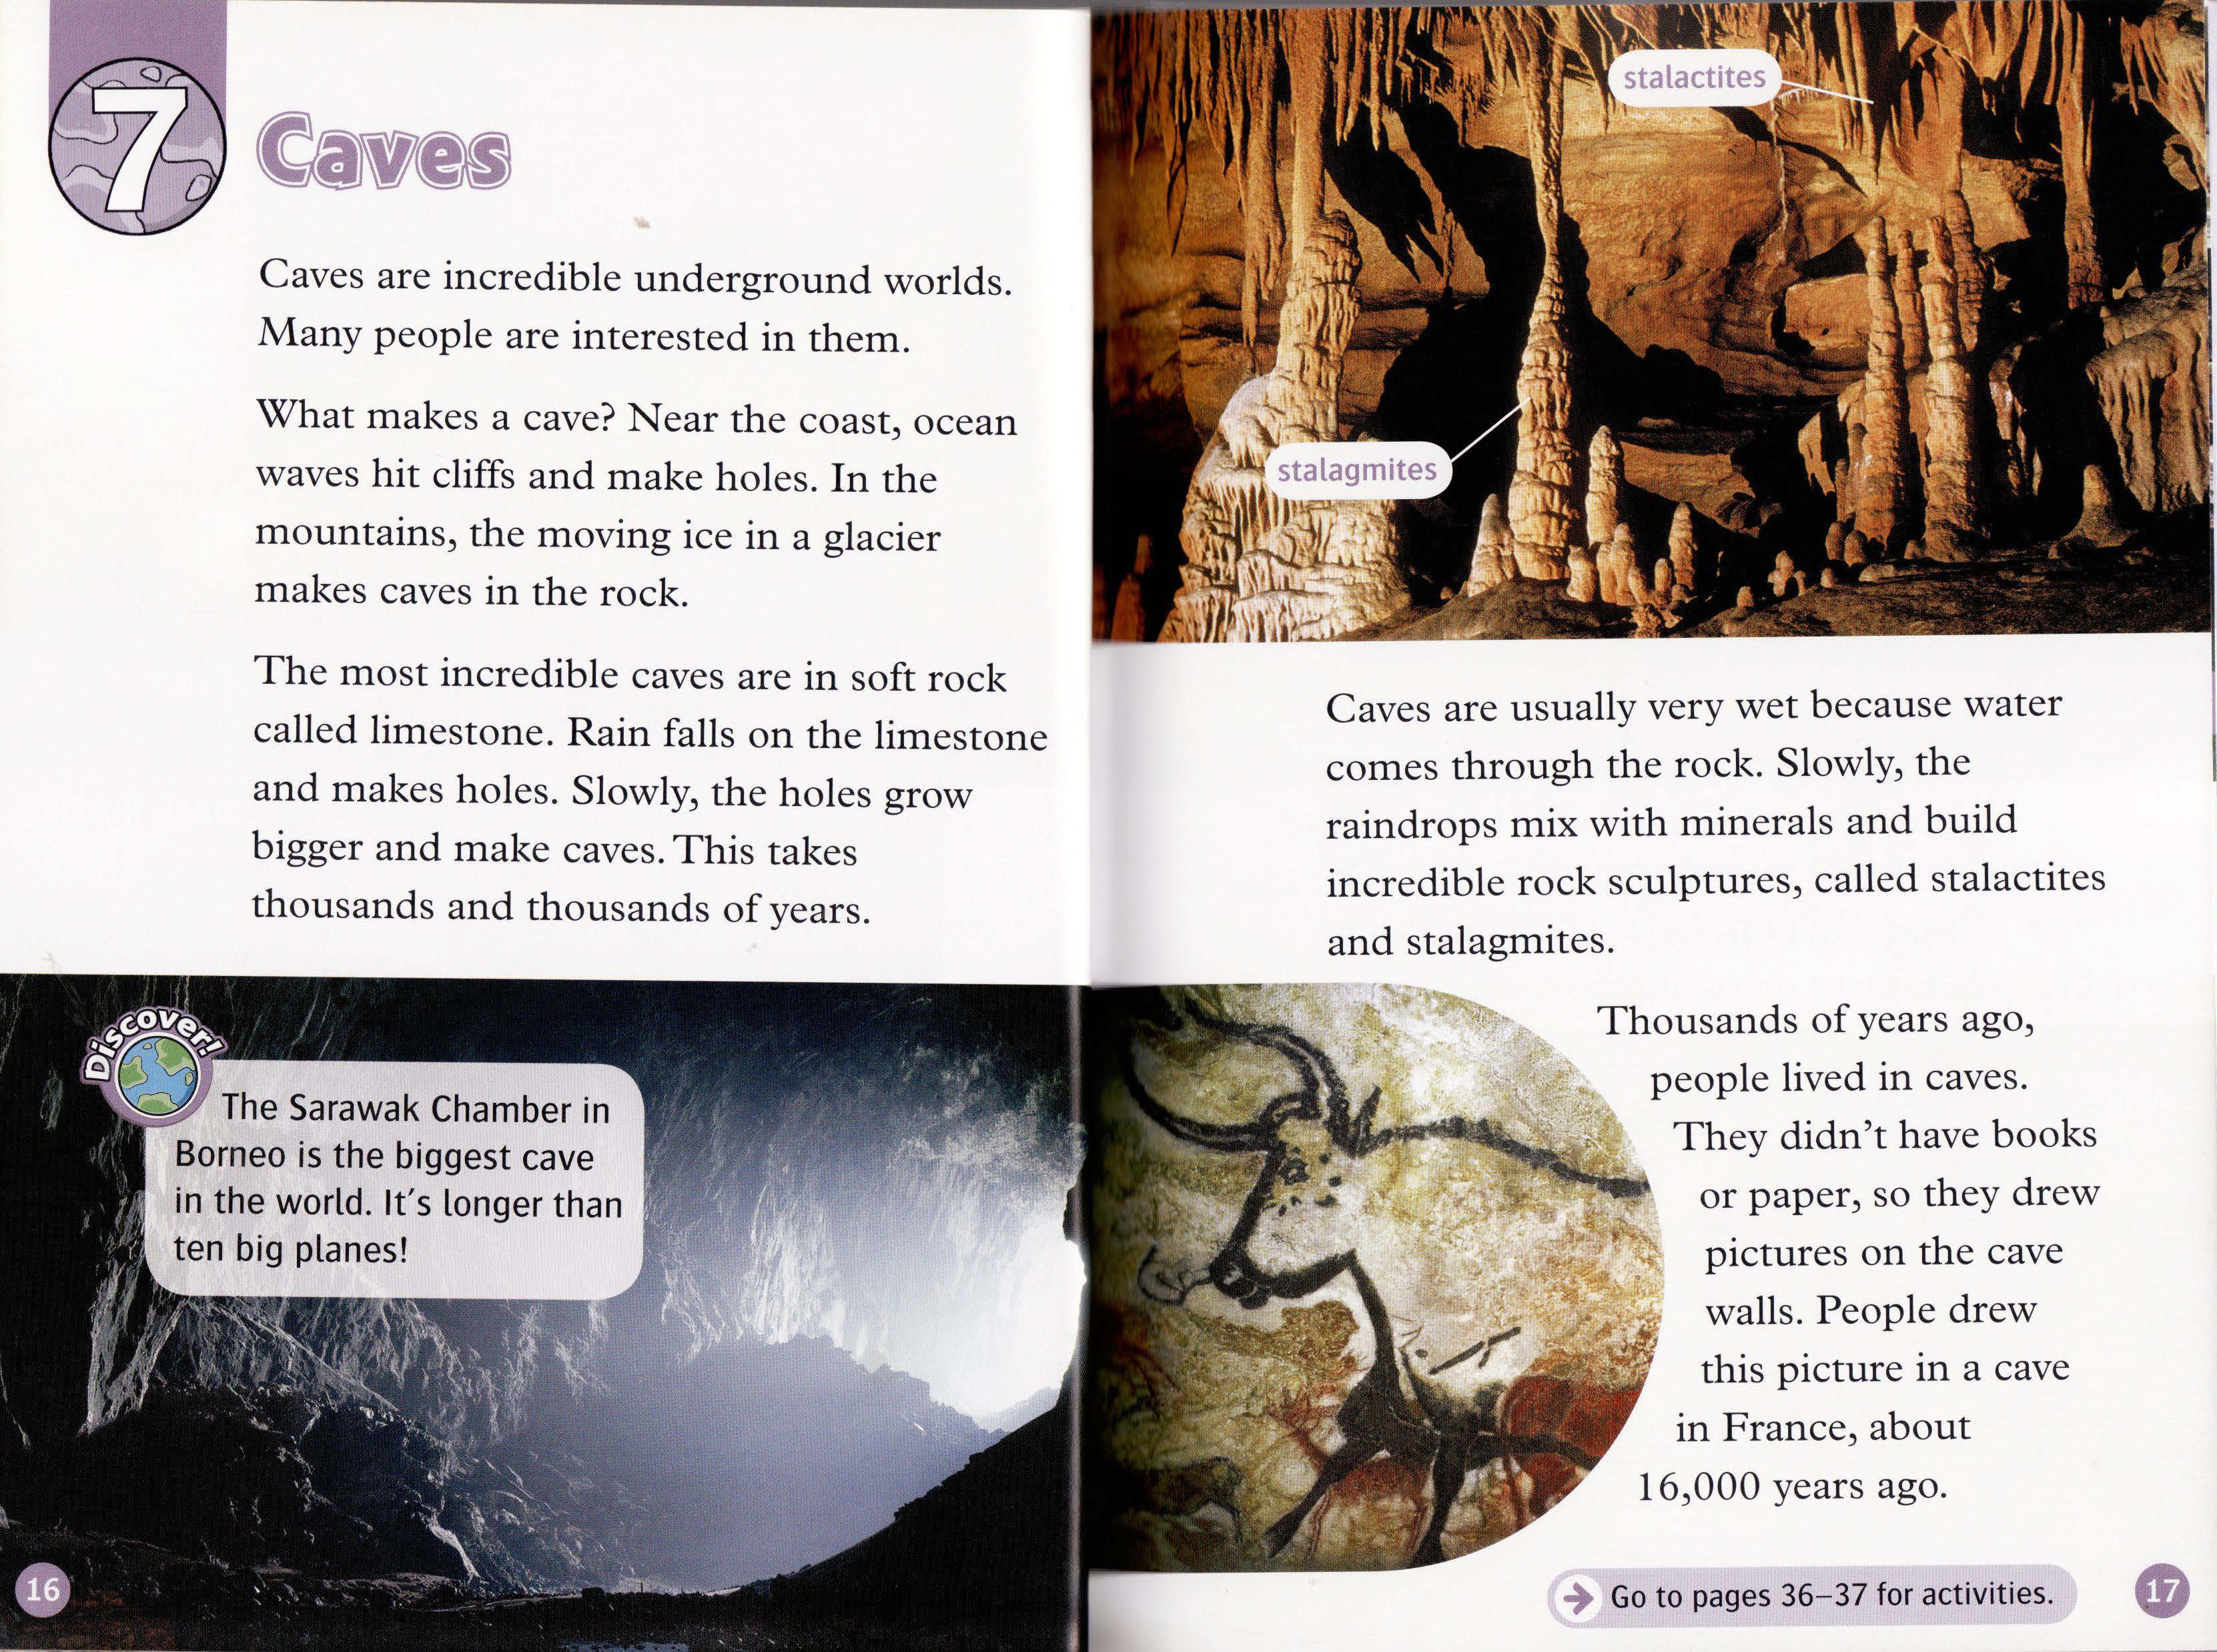 7
Caves
Caves are incredible underground worlds.
Many people are interested in them.
What makes a cave? Near the coast, ocean
waves hit cliffs and make holes. In the
mountains, the moving ice in a glacier
makes caves in the rock.
The most incredible caves are in soft rock
called limestone. Rain falls on the limestone
and makes holes. Slowly, the holes grow
bigger and make caves. This takes
thousands and thousands of years.
Discover!
The Sarawak Chamber in
Borneo is the biggest cave
in the world. It's longer than
ten big planes!
16
stalactites
stalagmites
Caves are usually very wet because water
comes through the rock. Slowly, the
raindrops mix with minerals and build
incredible rock sculptures, called stalactites
and stalagmites.
Thousands of years ago,
people lived in caves.
They didn't have books
or paper, so they drew
pictures on the cave
walls. People drew
this picture in a cave
in France, about
16,000 years ago.
Go to pages 36–37 for activities.
17